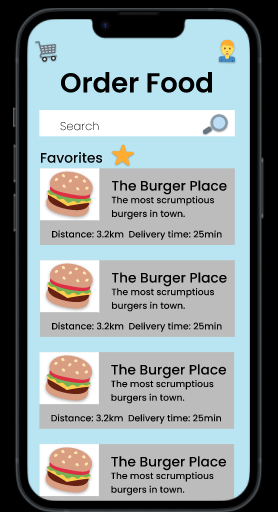 Order Food
Search
Favorites
The Burger Place
The most scrumptious
burgers in town.
Distance: 3.2km Delivery time: 25min
The Burger Place
The most scrumptious
burgers in town.
Distance: 3.2km Delivery time: 25min
The Burger Place
The most scrumptious
burgers in town.
Distance: 3.2km Delivery time: 25min
The Burger Place
The most scrumptious
burgers in town.